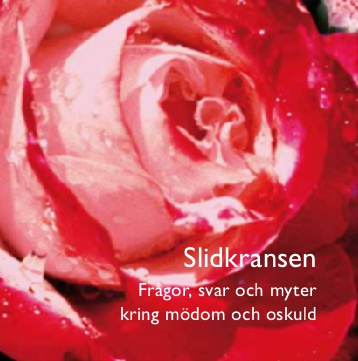 Slidkransen
Frågor, svar och myter
kring mödom och oskuld